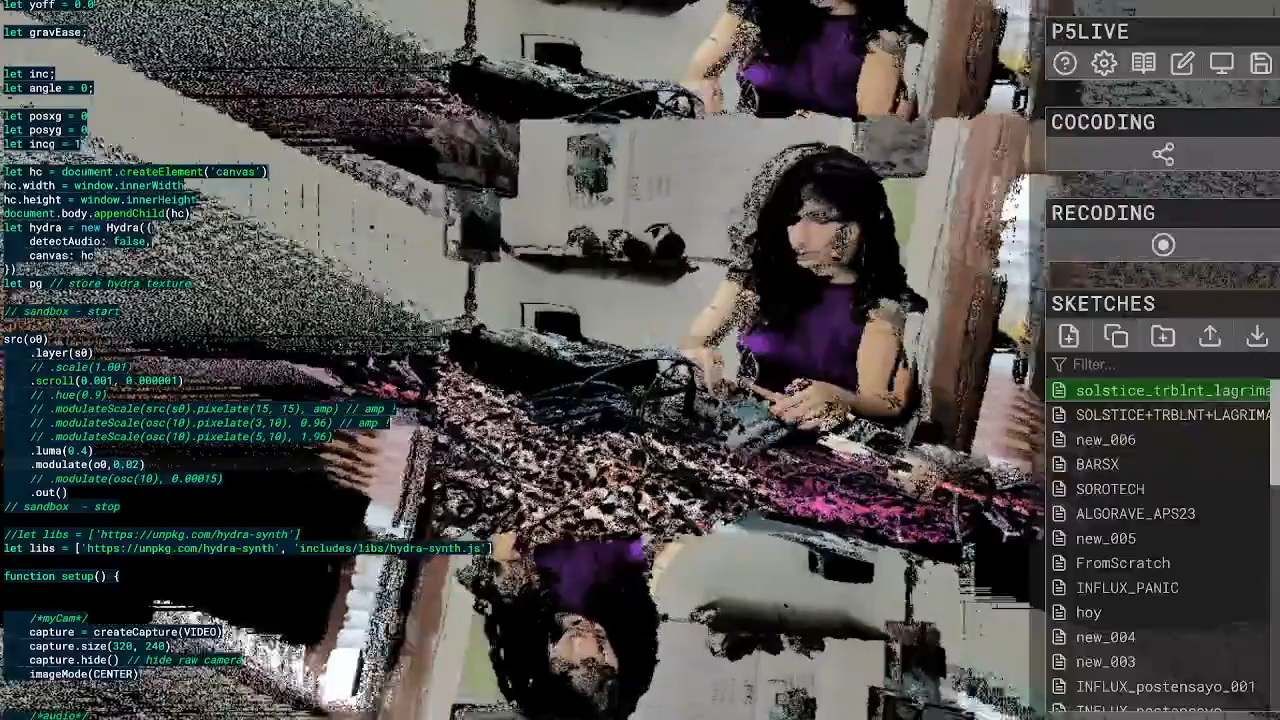 let yoff = 0.0
let gravEase;
let inc;
let angle = 0;
let posxg = 0
let posyg = 0
let incg = 1
let hc = document.createElement('canvas')
hc.width = window.innerWidth
hc.height = window.innerHeight
document.body.appendChild(hc)
let hydra = new Hydra({
detectAudio: false,
canvas: hc
})
let pg // store hydra texture
// sandbox - start
src(o0)
.layer(s0)
// .scale(1.001)
.scroll(0.001, 0.000001)
// .hue(0.9)
// .modulateScale(src(s0).pixelate(15, 15), amp) // amp !
// .modulateScale(osc(10).pixelate(3,10), 0.96) // amp !
// .modulateScale(osc(10).pixelate(5,10), 1.96)
.luma(0.4)
.modulate(o0,0.02)
// .modulate(osc(10), 0.00015)
.out()
// sandbox - stop
//let libs = ['https://unpkg.com/hydra-synth']
let libs = ['https://unpkg.com/hydra-synth', 'includes/libs/hydra-synth.js']
function setup() {
/*myCam*/
capture = createCapture(VIDEO)
capture.size(320, 240)
capture.hide() // hide raw camera
imageMode(CENTER)
/*audio*/
P5LIVE
COCODING
RECODING
SKETCHES
Filter...
solstice_trblnt_lagrima
SOLSTICE+TRBLNT+LAGRIMA
new_006
BARSX
SOROTECH
ALGORAVE_APS23
new_005
FromScratch
INFLUX_PANIC
hoy
new_004
new_003
INFLUX_postensayo_001
INFLUX_postensayo